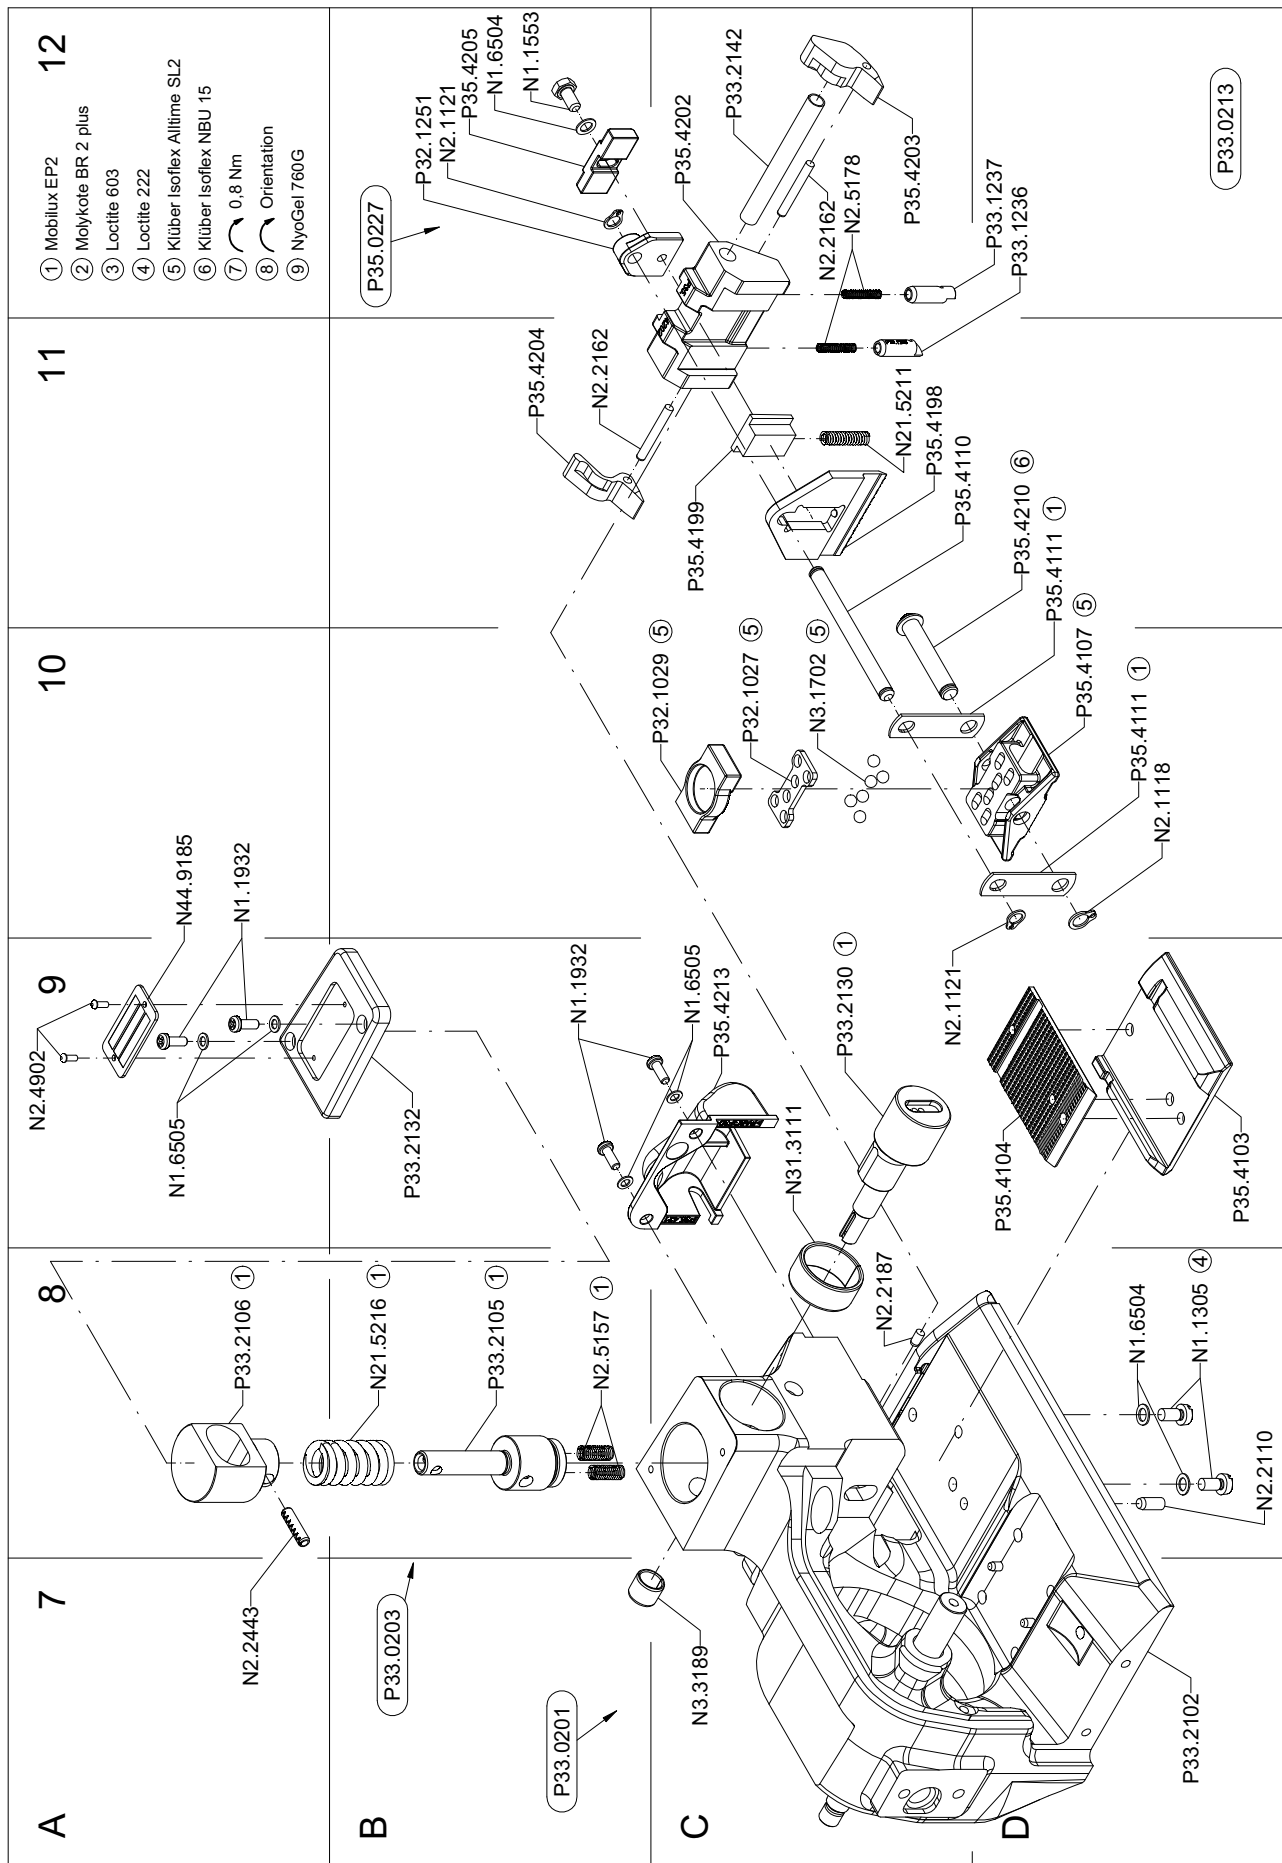 A
B
C
D
7
8
9
10
11
12
① Mobilux EP2
② Molykote BR 2 plus
③ Loctite 603
④ Loctite 222
⑤ Klüber Isoflex Alltime SL2
⑥ Klüber Isoflex NBU 15
⑦ 0,8 Nm
⑧ Orientation
⑨ NyoGel 760G
N2.2443
P33.2106 ①
N21.5216 ①
P33.2105 ①
N2.5157 ①
P33.0203
P33.0201
N3.3189
P33.2102
N2.4902
N1.6505
P33.2132
N44.9185
N1.1932
N1.1932
N1.6505
P35.4213
N31.3111
P33.2130 ①
N2.2187
N1.6504
N1.1305 ④
N2.2110
P35.4104
P35.4103
N2.1121
P32.1029 ⑤
P32.1027 ⑤
N3.1702 ⑤
P35.4110
P35.4210 ⑥
P35.4111 ①
P35.4107 ⑤
P35.4111 ①
N2.1118
P35.4204
N2.2162
P35.4199
N21.5211
P35.4198
P35.0227
P32.1251
N2.1121
P35.4205
N1.6504
N1.1553
P35.4202
P33.2142
N2.2162
N2.5178
P35.4203
P33.1237
P33.1236
P33.0213